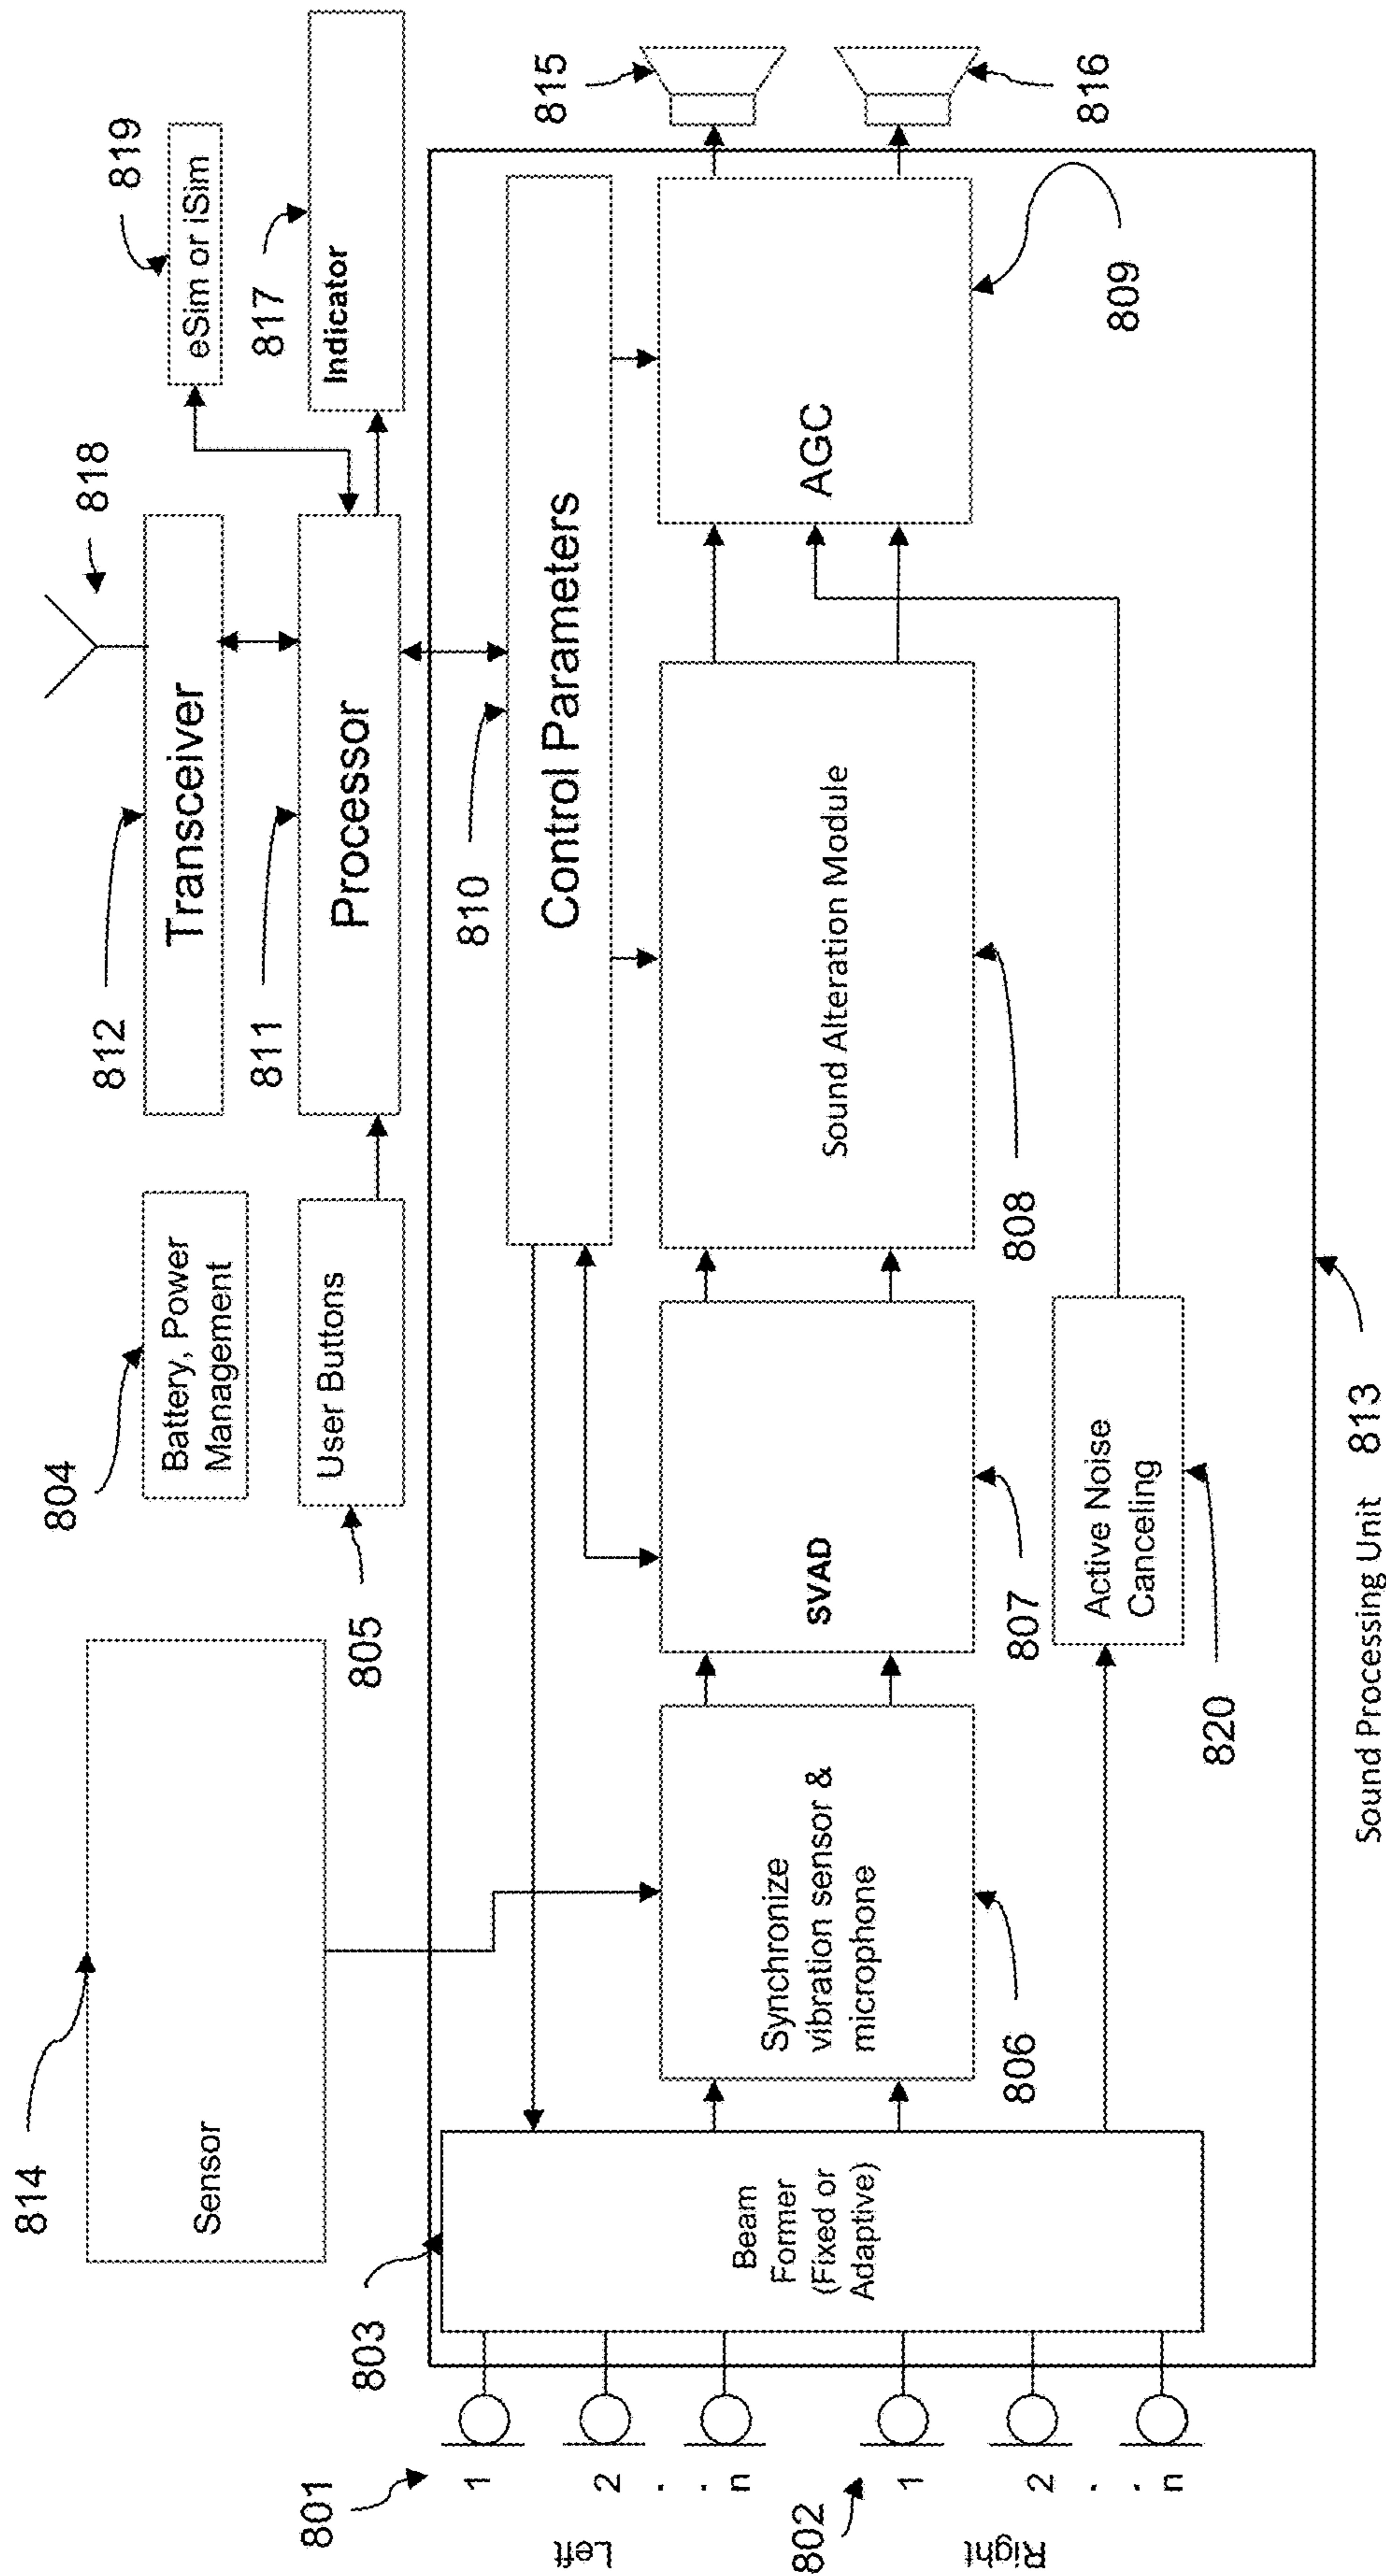 814
Sensor
804
Battery, Power
Management
812
Transceiver
818
819
eSim or iSim
805
User Buttons
811
Processor
817
Indicator
803
810
Control Parameters
815
816
801
Left
1
2
.
.
n
802
Right
1
2
.
.
n
Beam
Former
(Fixed or
Adaptive)
Synchronize
vibration sensor &
microphone
806
SVAD
807
Sound Alteration Module
808
AGC
809
Active Noise
Canceling
820
Sound Processing Unit 813